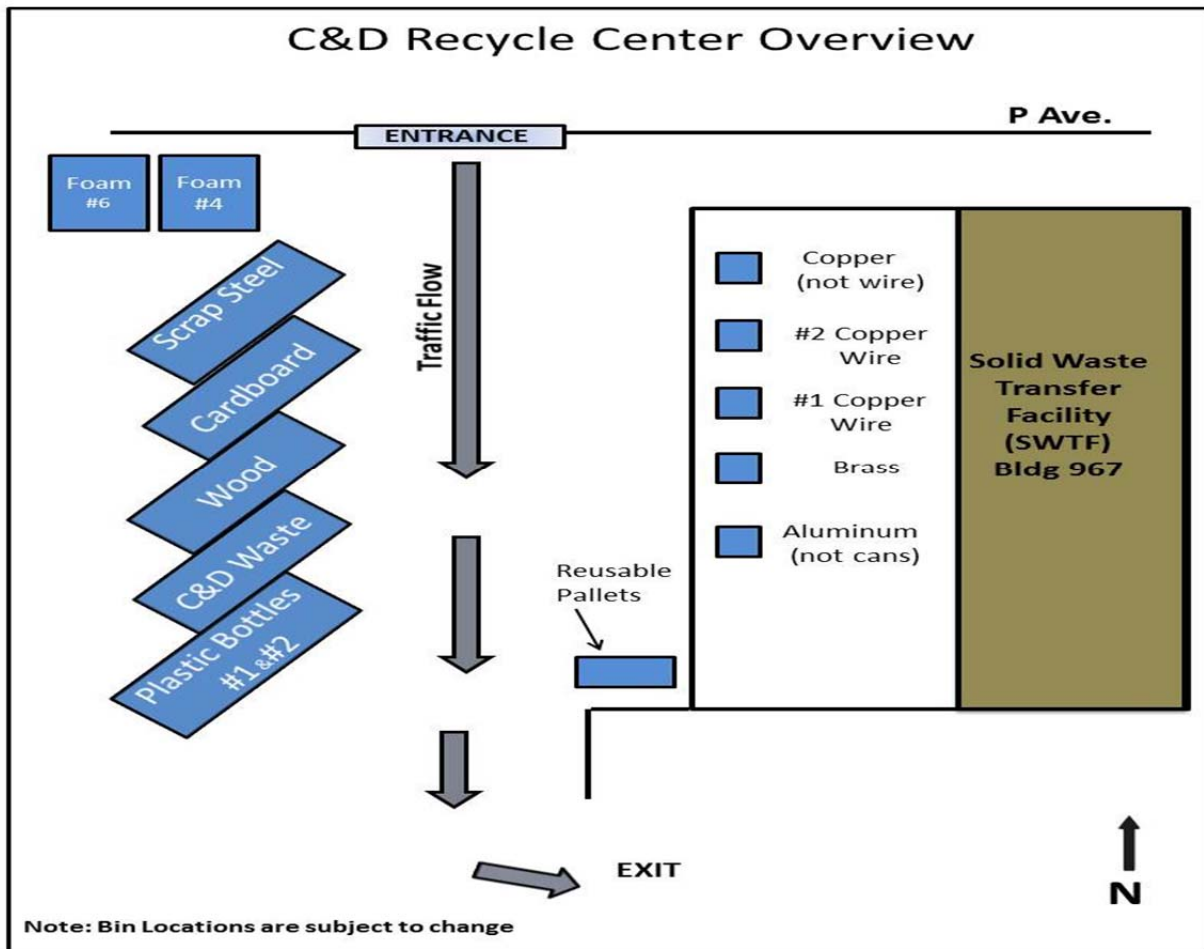 C&D Recycle Center Overview
P Ave.
ENTRANCE
Foam
#6
Foam
#4
Scrap Steel
Cardboard
Wood
C&D Waste
Plastic Bottles
#1 &#2
Traffic Flow
Copper
(not wire)
#2 Copper
Wire
#1 Copper
Wire
Brass
Aluminum
(not cans)
Solid Waste
Transfer
Facility
(SWTF)
Bldg 967
Reusable
Pallets
EXIT
N
Note: Bin Locations are subject to change